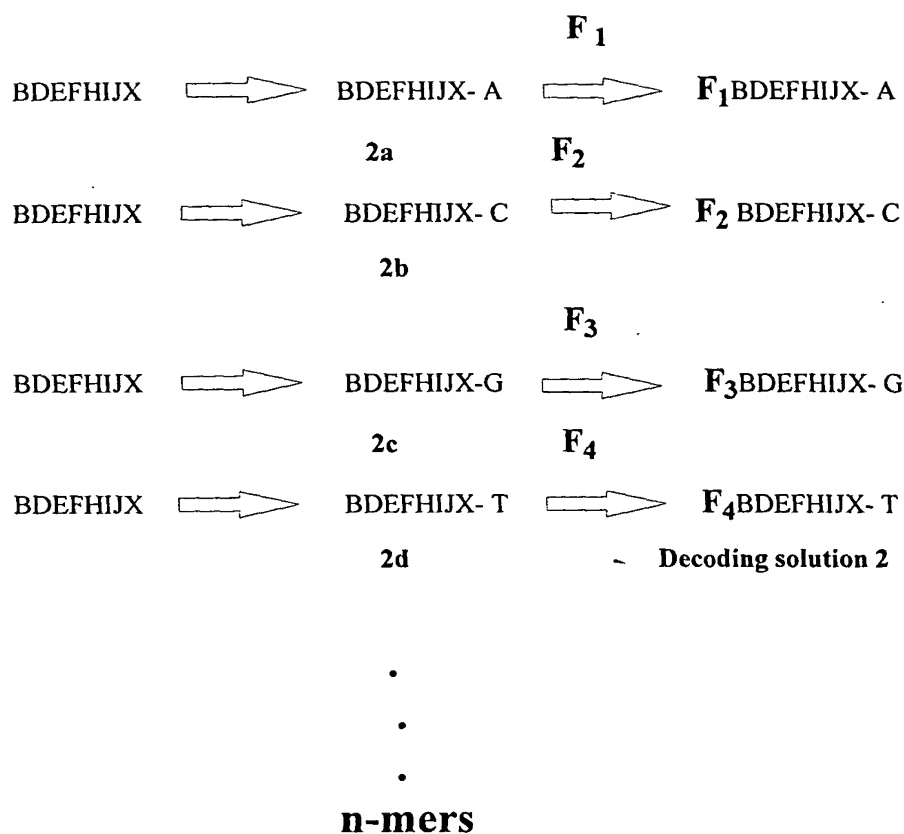 F1
BDEFHIJX BDEFHIJX- A F1BDEFHIJX- A
2a F2
BDEFHIJX BDEFHIJX- C F2 BDEFHIJX- C
2b
F3
BDEFHIJX BDEFHIJX-G F3BDEFHIJX- G
2c F4
BDEFHIJX BDEFHIJX- T F4BDEFHIJX- T
2d Decoding solution 2
n-mers